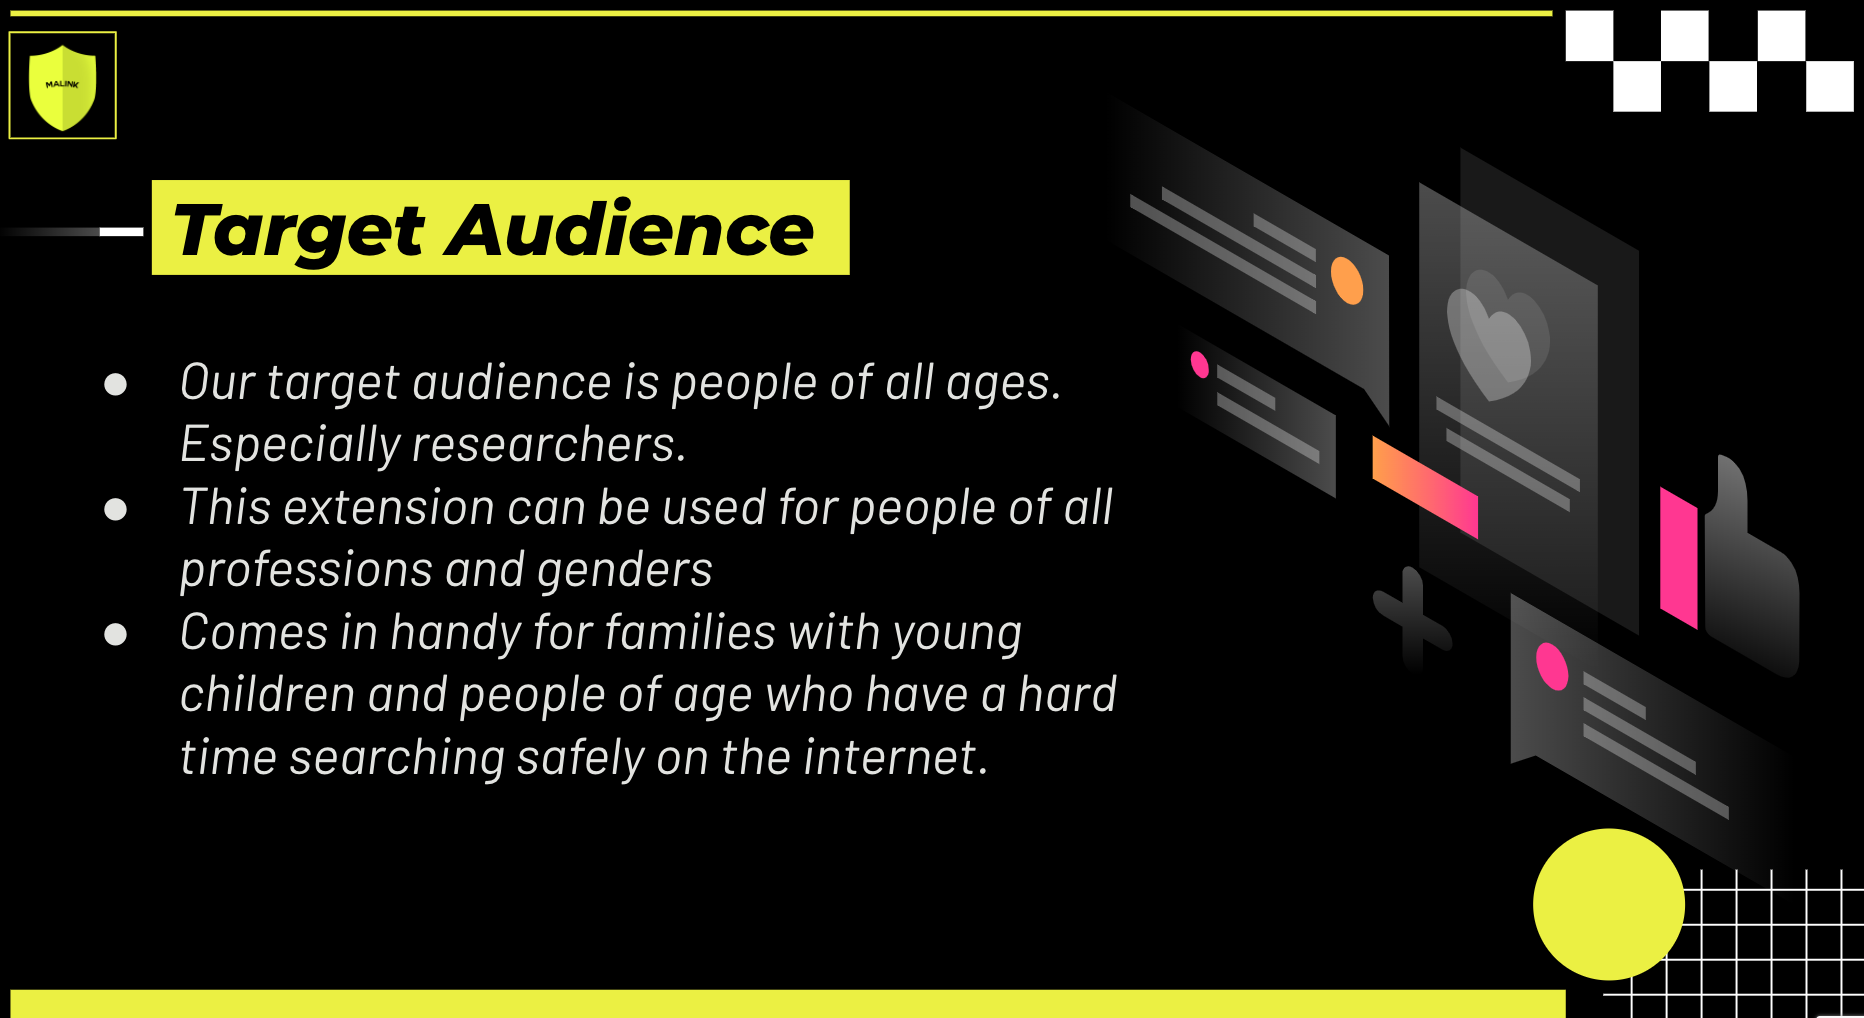 MALINK
Target Audience
● Our target audience is people of all ages.
Especially researchers.
● This extension can be used for people of all
professions and genders
● Comes in handy for families with young
children and people of age who have a hard
time searching safely on the internet.